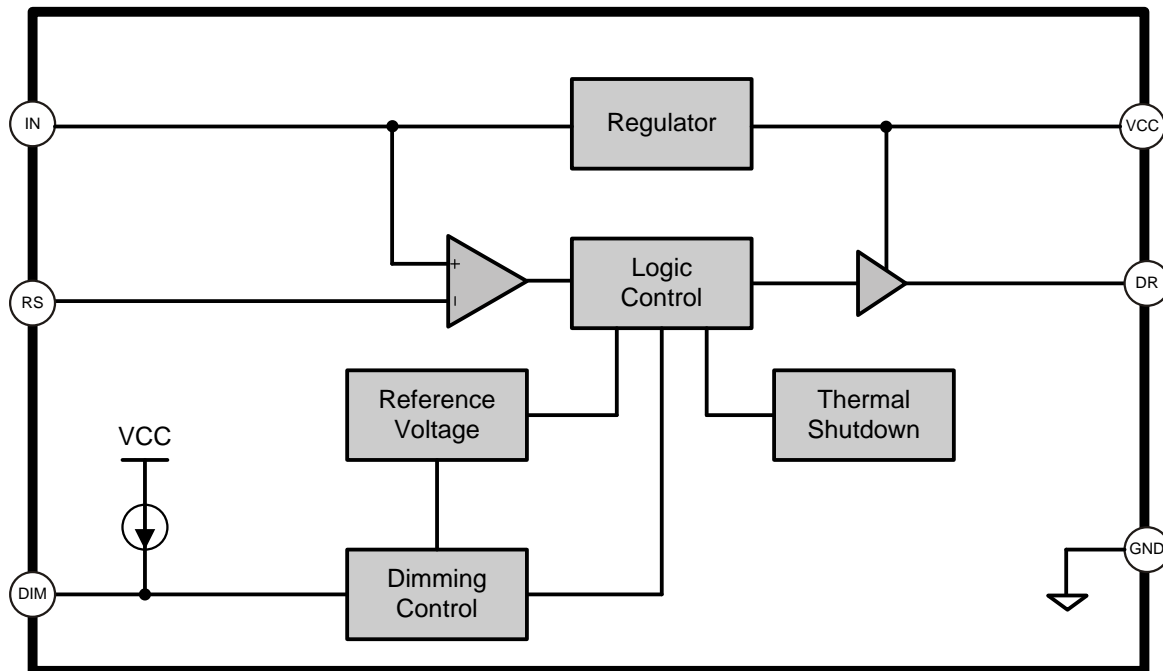 IN
Regulator
VCC
+
−
Logic
Control
RS
DR
Reference
Voltage
Thermal
Shutdown
VCC
GND
DIM
Dimming
Control